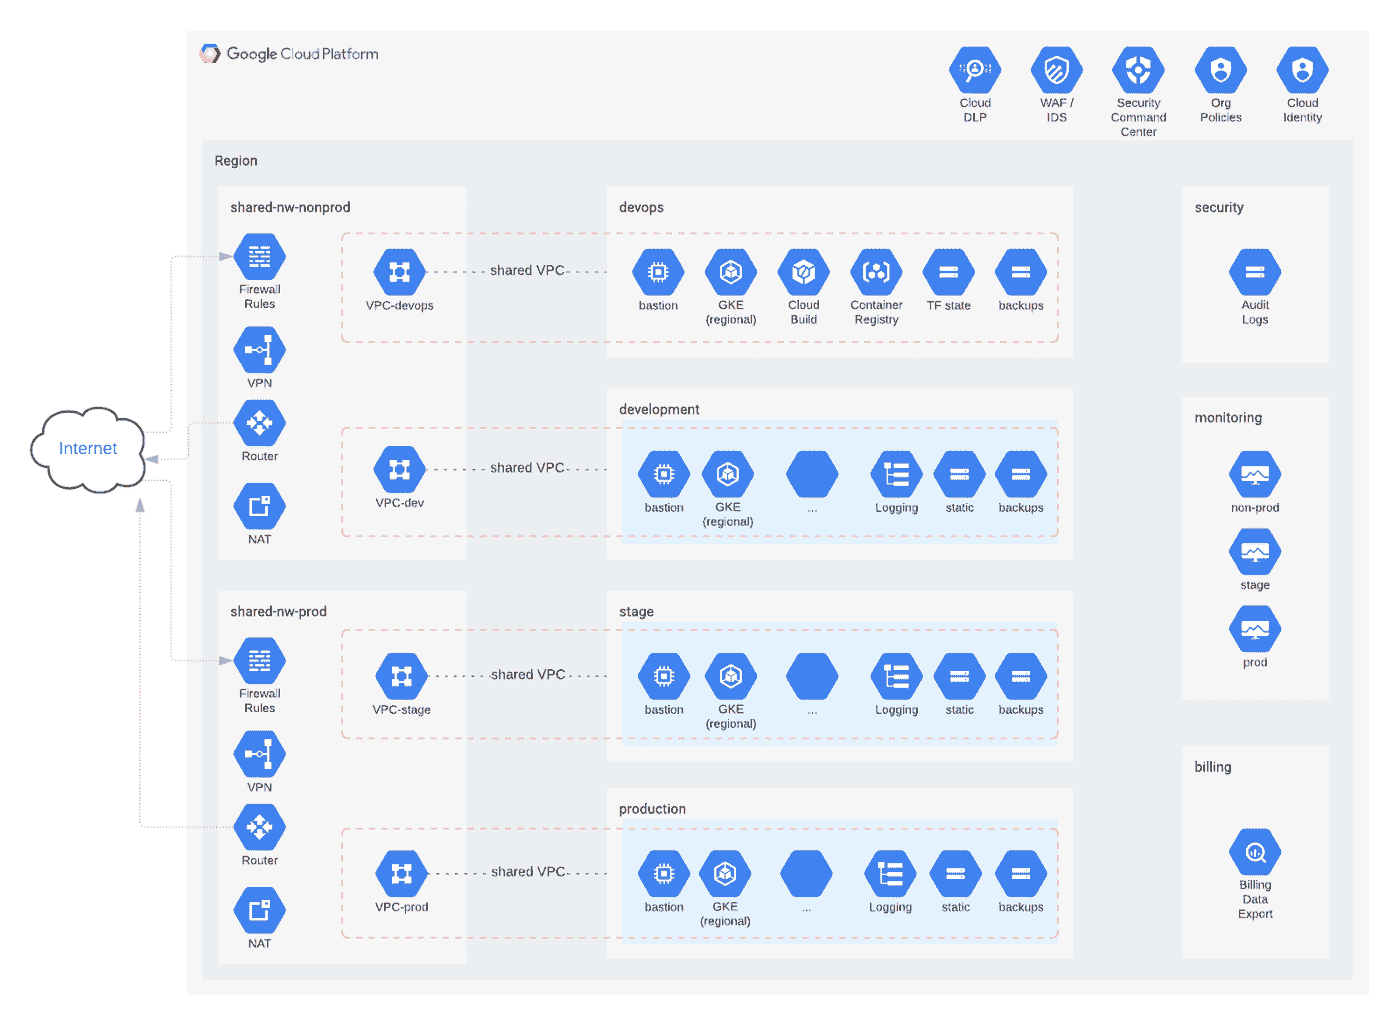 Google Cloud Platform
Cloud
DLP
WAF /
IDS
Security
Command
Center
Org
Policies
Cloud
Identity
Region
shared-nw-nonprod
Firewall
Rules
VPN
Router
NAT
VPC-devops
shared VPC
VPC-dev
shared VPC
devops
bastion
GKE
(regional)
Cloud
Build
Container
Registry
TF state
backups
development
bastion
GKE
(regional)
...
Logging
static
backups
Internet
shared-nw-prod
Firewall
Rules
VPN
Router
NAT
VPC-stage
shared VPC
VPC-prod
shared VPC
stage
bastion
GKE
(regional)
...
Logging
static
backups
production
bastion
GKE
(regional)
...
Logging
static
backups
security
Audit
Logs
monitoring
non-prod
stage
prod
billing
Billing
Data
Export